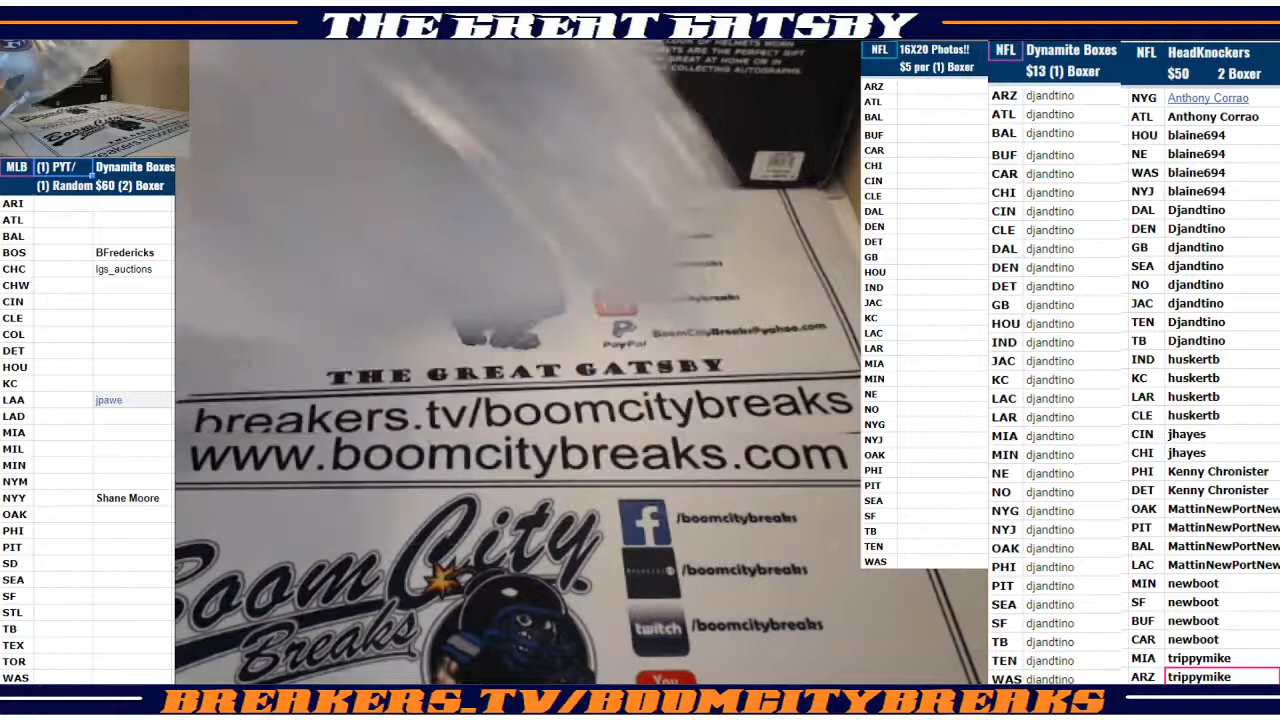 THE GREAT GATSBY
MLB (1) PYT/ Dynamite Boxes
(1) Random $60 (2) Boxer
ARI
ATL
BAL
BOS BFredericks
CHC lgs_auctions
CHW
CIN
CLE
COL
DET
HOU
KC
LAA jpawe
LAD
MIA
MIL
MIN
NYM
NYY Shane Moore
OAK
PHI
PIT
SD
SEA
SF
STL
TB
TEX
TOR
WAS
COLLECTING AUTOGRAPHS.
PayPal
BoomCityBreaks@yahoo.com
THE GREAT GATSBY
breakers.tv/boomcitybreaks
www.boomcitybreaks.com
Boom City
Breaks
/boomcitybreaks
/boomcitybreaks
twitch /boomcitybreaks
You
NFL 16X20 Photos!!
$5 per (1) Boxer
ARZ
ATL
BAL
BUF
CAR
CHI
CIN
CLE
DAL
DEN
DET
GB
HOU
IND
JAC
KC
LAC
LAR
MIA
MIN
NE
NO
NYG
NYJ
OAK
PHI
PIT
SEA
SF
TB
TEN
WAS
NFL Dynamite Boxes
$13 (1) Boxer
ARZ djandtino
ATL djandtino
BAL djandtino
BUF djandtino
CAR djandtino
CHI djandtino
CIN djandtino
CLE djandtino
DAL djandtino
DEN djandtino
DET djandtino
GB djandtino
HOU djandtino
IND djandtino
JAC djandtino
KC djandtino
LAC djandtino
LAR djandtino
MIA djandtino
MIN djandtino
NE djandtino
NO djandtino
NYG djandtino
NYJ djandtino
OAK djandtino
PHI djandtino
PIT djandtino
SEA djandtino
SF djandtino
TB djandtino
TEN djandtino
WAS djandtino
NFL HeadKnockers
$50 2 Boxer
NYG Anthony Corrao
ATL Anthony Corrao
HOU blaine694
NE blaine694
WAS blaine694
NYJ blaine694
DAL Djandtino
DEN Djandtino
GB djandtino
SEA djandtino
NO djandtino
JAC djandtino
TEN Djandtino
TB Djandtino
IND huskertb
KC huskertb
LAR huskertb
CLE huskertb
CIN jhayes
CHI jhayes
PHI Kenny Chronister
DET Kenny Chronister
OAK MattinNewPortNew
PIT MattinNewPortNew
BAL MattinNewPortNew
LAC MattinNewPortNew
MIN newboot
SF newboot
BUF newboot
CAR newboot
MIA trippymike
ARZ trippymike
BREAKERS.TV/BOOMCITYBREAKS